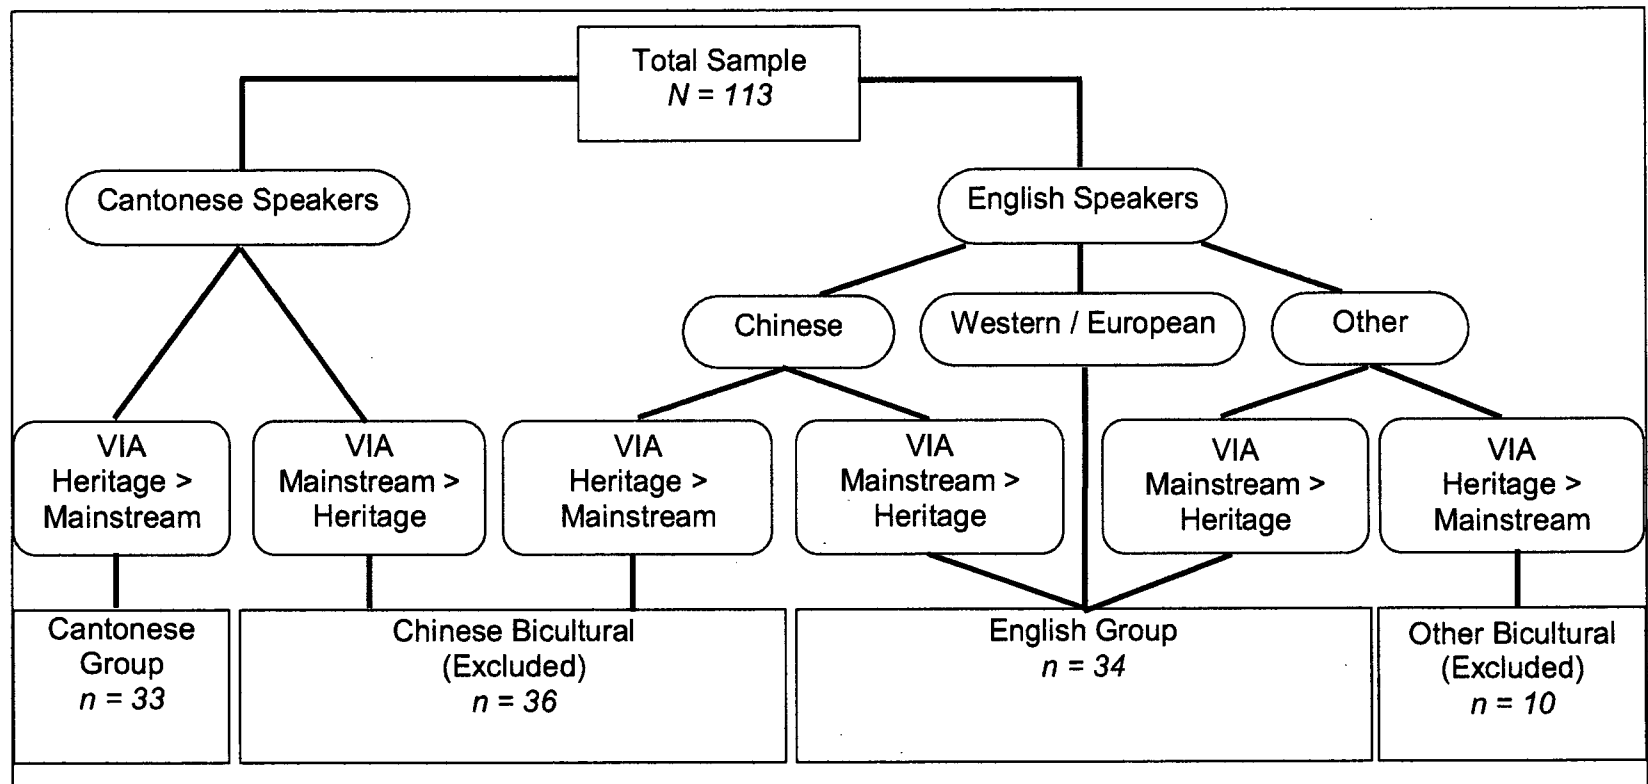 Total Sample
N = 113
Cantonese Speakers
English Speakers
Chinese
Western / European
Other
VIA
Heritage >
Mainstream
VIA
Mainstream >
Heritage
VIA
Heritage >
Mainstream
VIA
Mainstream >
Heritage
VIA
Mainstream >
Heritage
VIA
Heritage >
Mainstream
Cantonese
Group
n = 33
Chinese Bicultural
(Excluded)
n = 36
English Group
n = 34
Other Bicultural
(Excluded)
n = 10